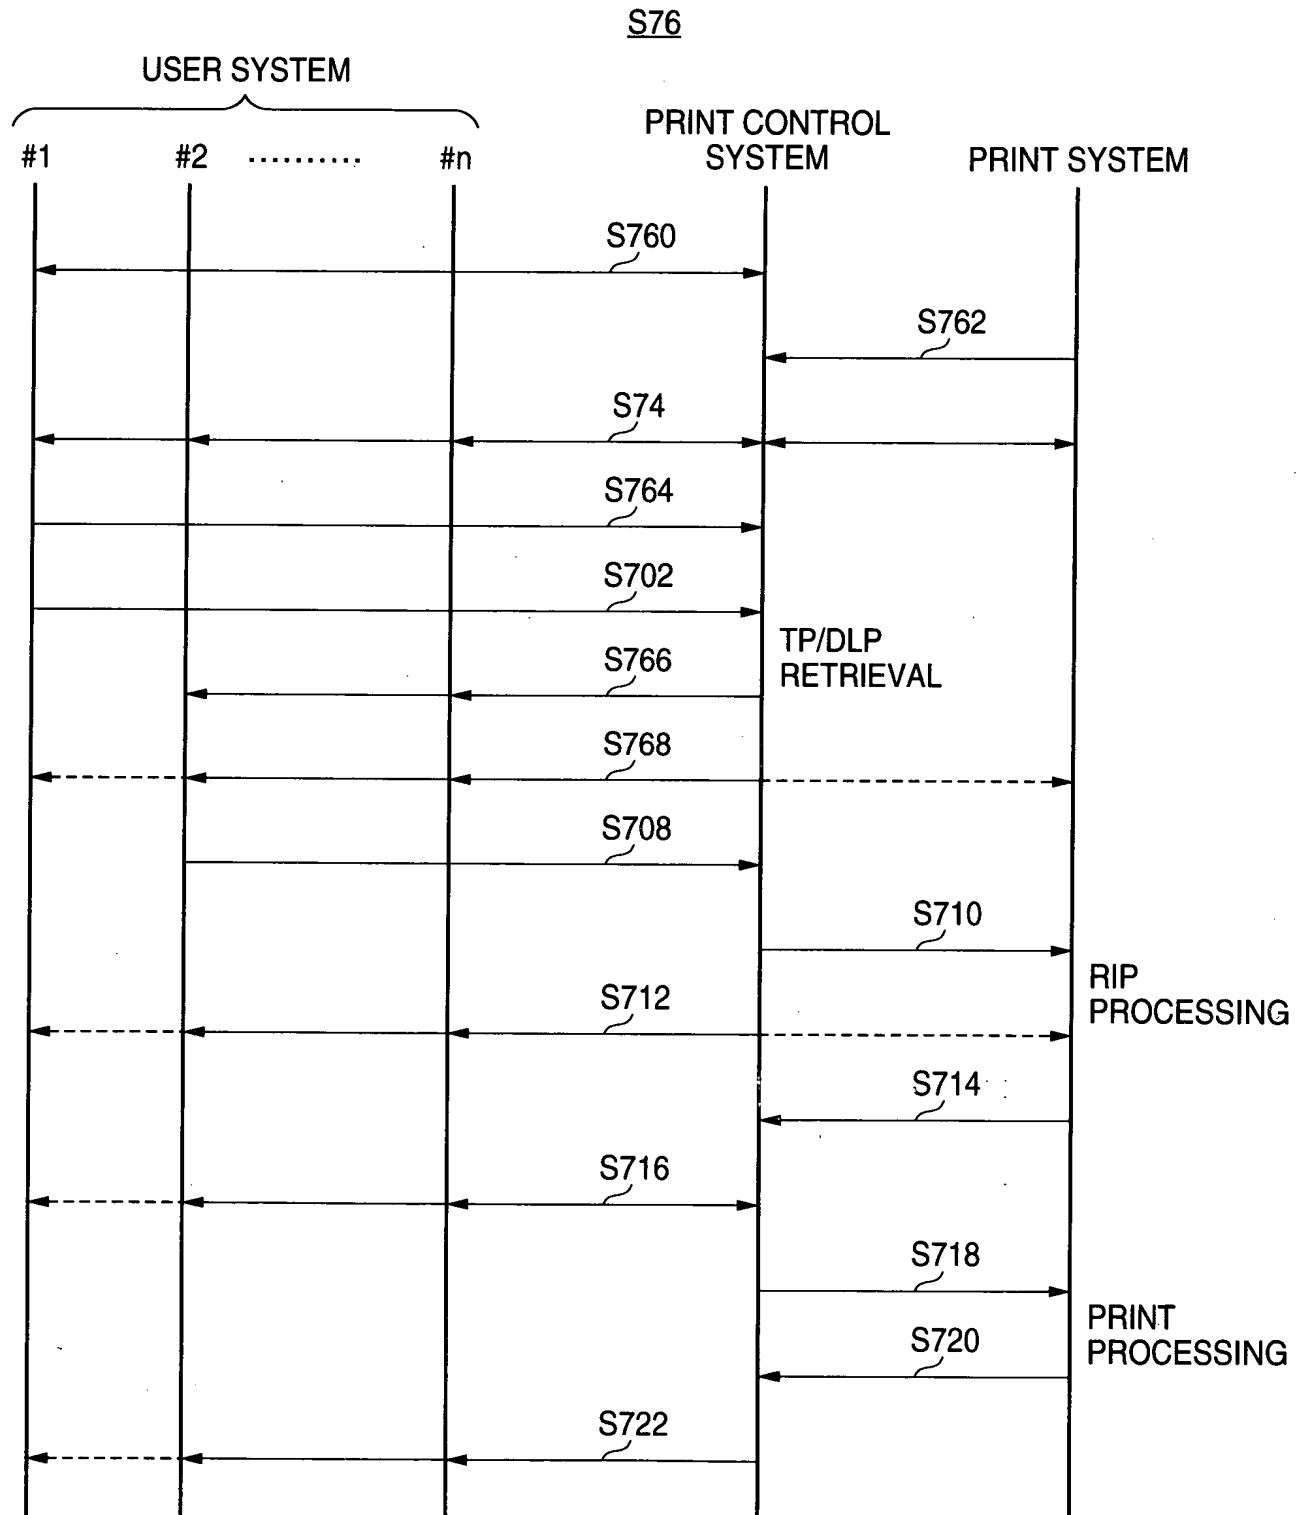 S76
USER SYSTEM
#1 #2 ........... #n
PRINT CONTROL
SYSTEM
PRINT SYSTEM
S760
S762
S74
S764
S702
TP/DLP
RETRIEVAL
S766
S768
S708
S710
RIP
PROCESSING
S712
S714
S716
S718
PRINT
PROCESSING
S720
S722